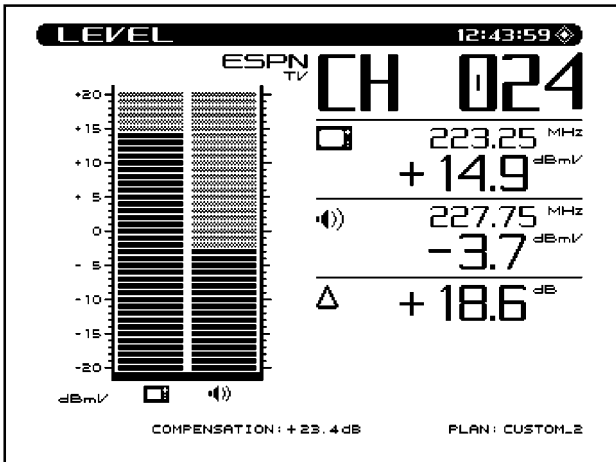 LEVEL 12:43:59
ESPN
TV
CH 024
223.25 MHz
+14.9 dBmV
227.75 MHz
-3.7 dBmV
Δ +18.6 dB
+20
+15
+10
+ 5
0
- 5
-10
-15
-20
dBmV
COMPENSATION:+23.4dB PLAN: CUSTOM_2